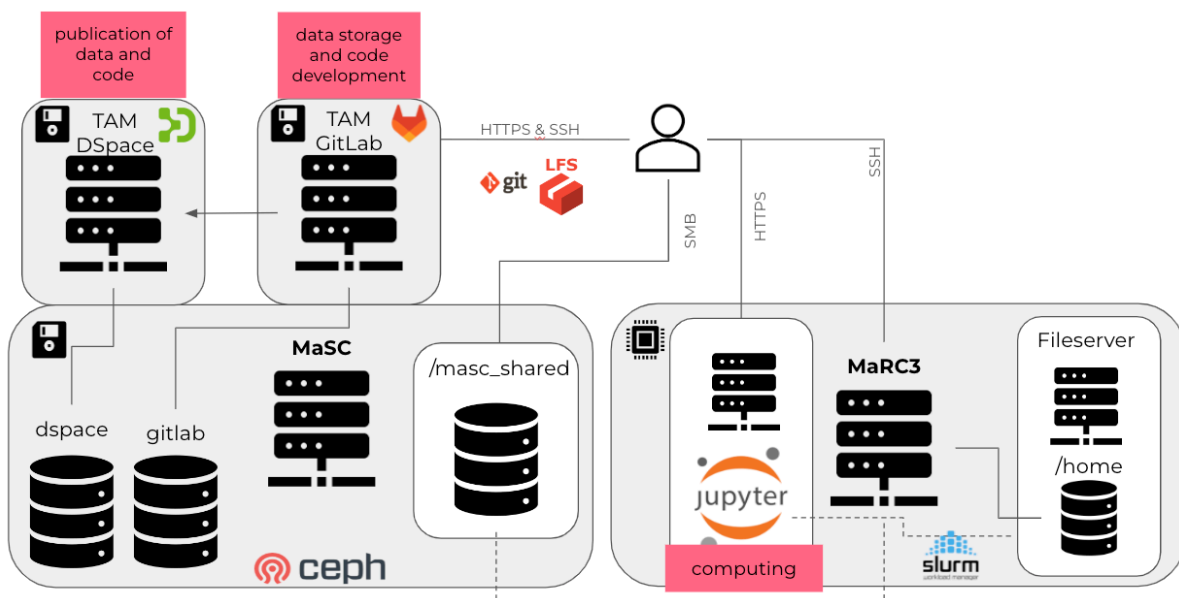 publication of
data and
code
data storage
and code
development
TAM
DSpace
TAM
GitLab
HTTPS & SSH
git
LFS
SMB
HTTPS
SSH
MaSC
/masc_shared
dspace
gitlab
ceph
MaRC3
Fileserver
/home
jupyter
computing
slurm
workload manager